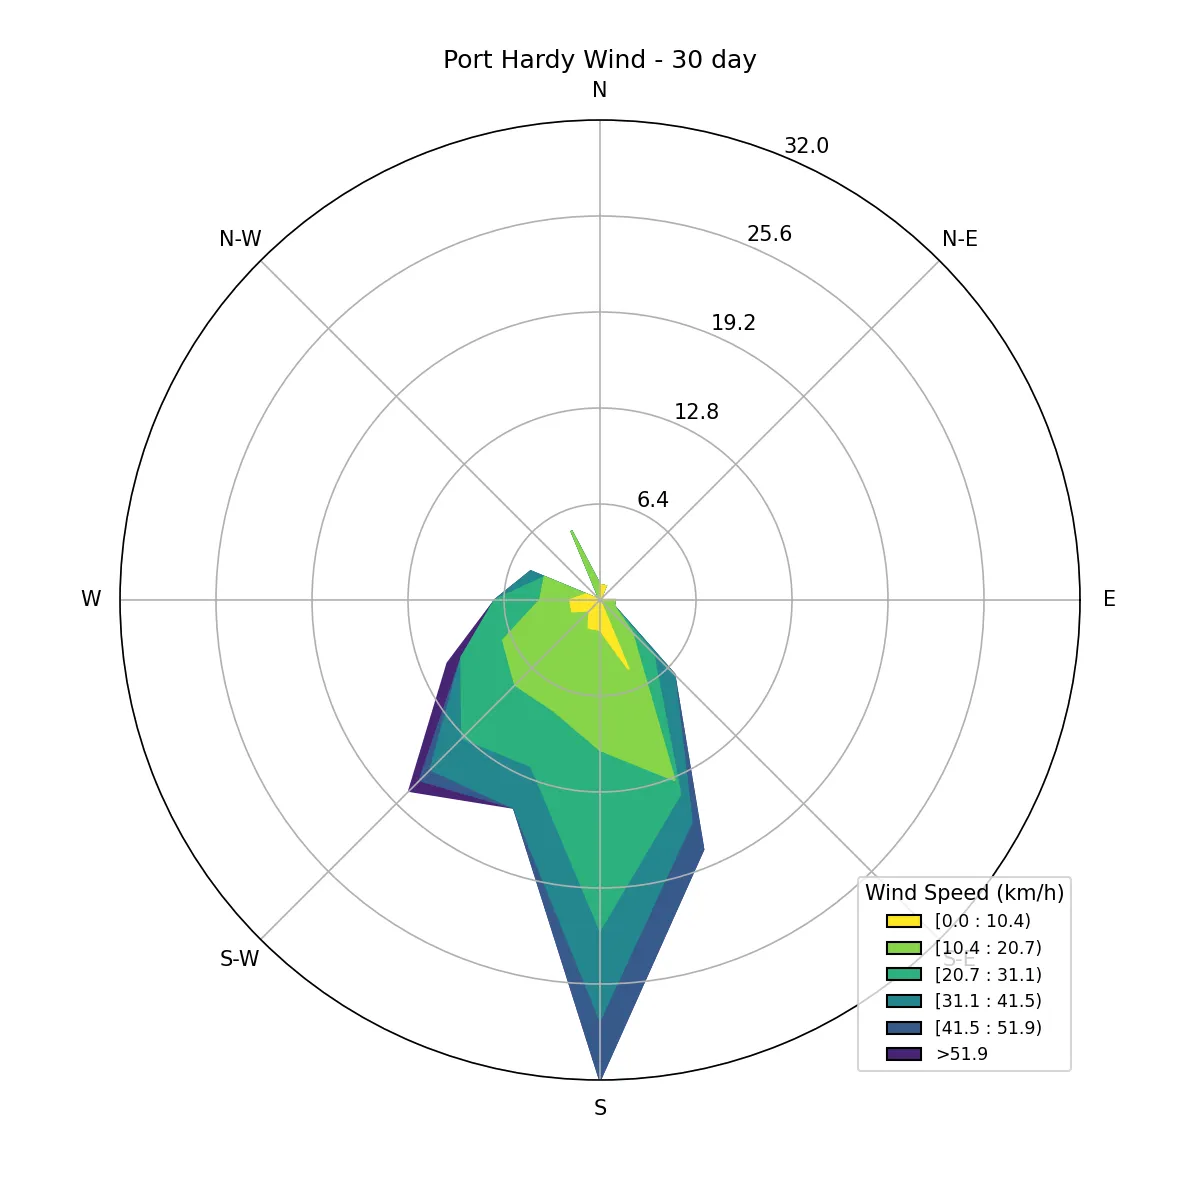 Port Hardy Wind - 30 day
N
32.0
N-W
25.6
N-E
19.2
12.8
6.4
W
E
Wind Speed (km/h)
[0.0 : 10.4)
[10.4 : 20.7)
S-W
S-E
[20.7 : 31.1)
[31.1 : 41.5)
[41.5 : 51.9)
>51.9
S